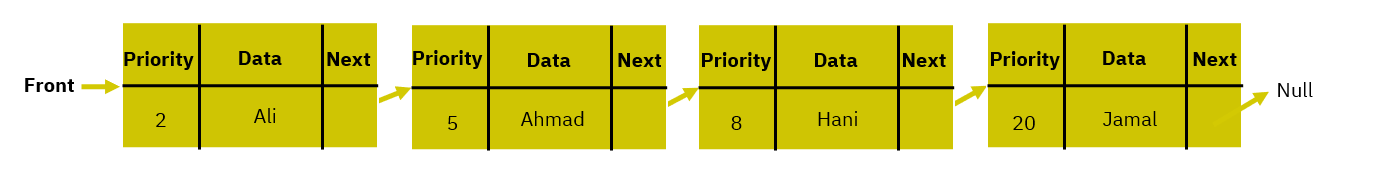 Priority Data Next Priority Data Next Priority Data Next Priority Data Next
Front Null
2 Ali 5 Ahmad 8 Hani 20 Jamal